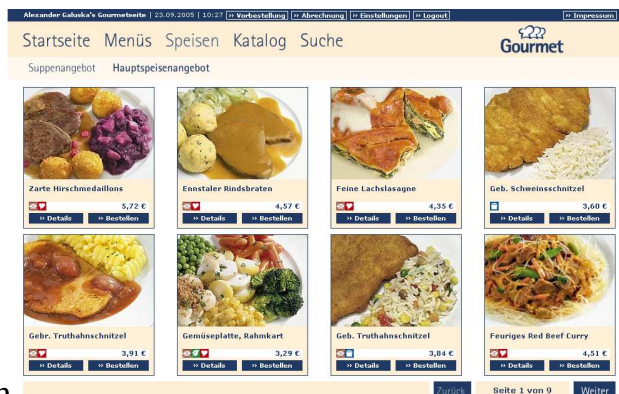 Alexander Galuska's Gourmetseite | 23.09.2005 | 10:27 » Vorbestellung » Abrechnung » Einstellungen » Logout » Impressum
Startseite Menüs Speisen Katalog Suche
Gourmet
Suppenangebot Hauptspeisenangebot
Zarte Hirschmedaillons Ennstaler Rindsbraten Feine Lachslasagne Geb. Schweinsschnitzel
5,72 € 4,57 € 4,35 € 3,60 €
» Details » Bestellen » Details » Bestellen » Details » Bestellen » Details » Bestellen
Gebr. Truthahnschnitzel Gemüseplatte, Rahmkart Geb. Truthahnschnitzel Feuriges Red Beef Curry
3,91 € 3,29 € 3,84 € 4,51 €
» Details » Bestellen » Details » Bestellen » Details » Bestellen » Details » Bestellen
Zurück Seite 1 von 9 Weiter